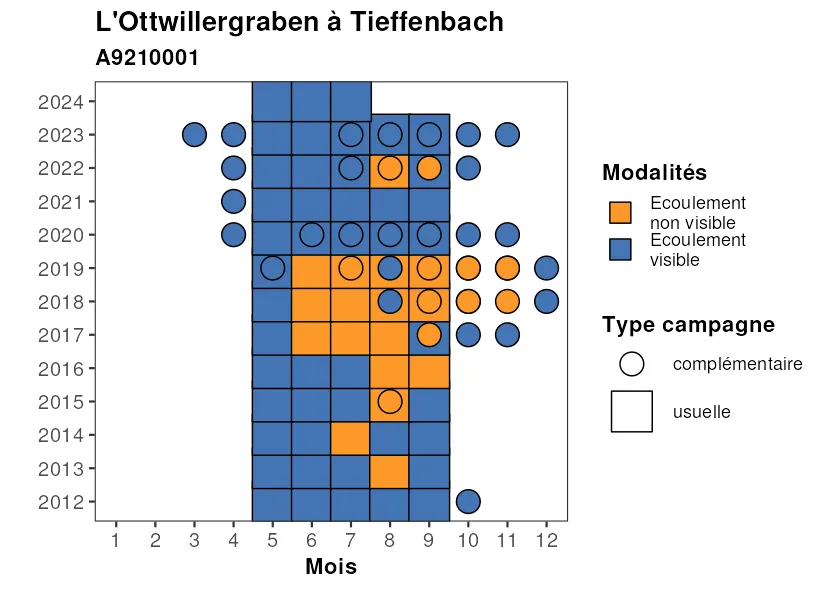 L'Ottwillergraben à Tieffenbach
A9210001
2024
2023
2022
2021
2020
2019
2018
2017
2016
2015
2014
2013
2012
1 2 3 4 5 6 7 8 9 10 11 12
Mois
Modalités
Ecoulement
non visible
Ecoulement
visible
Type campagne
complémentaire
usuelle